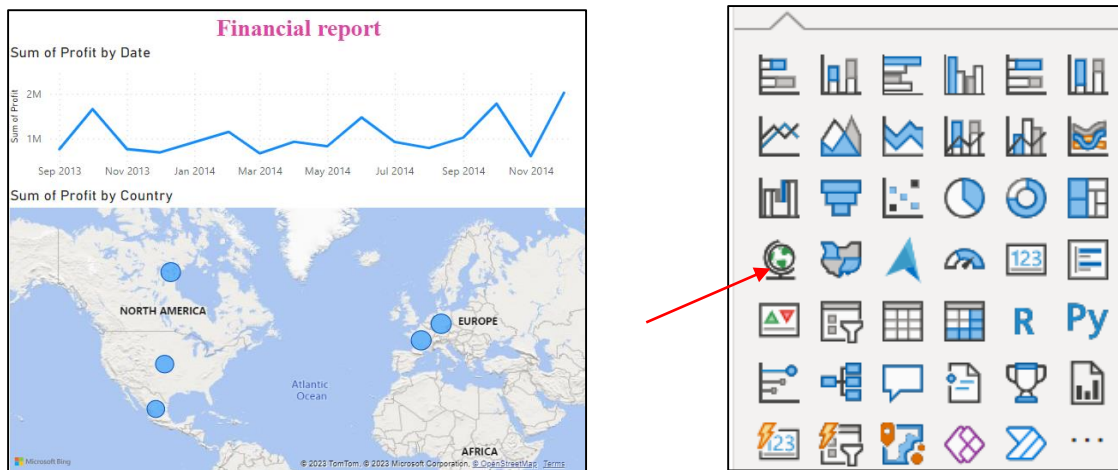 Financial report
Sum of Profit by Date
Sum of Profit
2M
1M
Sep 2013 Nov 2013 Jan 2014 Mar 2014 May 2014 Jul 2014 Sep 2014 Nov 2014
Sum of Profit by Country
NORTH AMERICA
EUROPE
Atlantic
Ocean
AFRICA
Microsoft Bing
© 2023 TomTom, © 2023 Microsoft Corporation, © OpenStreetMap Terms
123
R Py
123
...